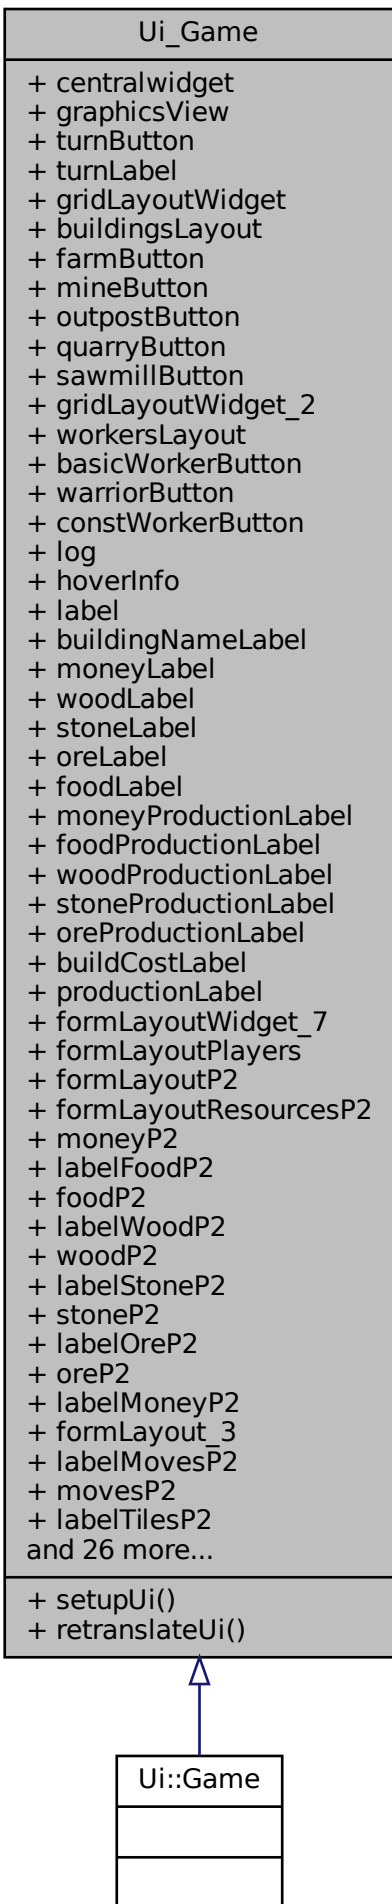 Ui_Game
+ centralwidget
+ graphicsView
+ turnButton
+ turnLabel
+ gridLayoutWidget
+ buildingsLayout
+ farmButton
+ mineButton
+ outpostButton
+ quarryButton
+ sawmillButton
+ gridLayoutWidget_2
+ workersLayout
+ basicWorkerButton
+ warriorButton
+ constWorkerButton
+ log
+ hoverInfo
+ label
+ buildingNameLabel
+ moneyLabel
+ woodLabel
+ stoneLabel
+ oreLabel
+ foodLabel
+ moneyProductionLabel
+ foodProductionLabel
+ woodProductionLabel
+ stoneProductionLabel
+ oreProductionLabel
+ buildCostLabel
+ productionLabel
+ formLayoutWidget_7
+ formLayoutPlayers
+ formLayoutP2
+ formLayoutResourcesP2
+ moneyP2
+ labelFoodP2
+ foodP2
+ labelWoodP2
+ woodP2
+ labelStoneP2
+ stoneP2
+ labelOreP2
+ oreP2
+ labelMoneyP2
+ formLayout_3
+ labelMovesP2
+ movesP2
+ labelTilesP2
and 26 more...
+ setupUi()
+ retranslateUi()
Ui::Game